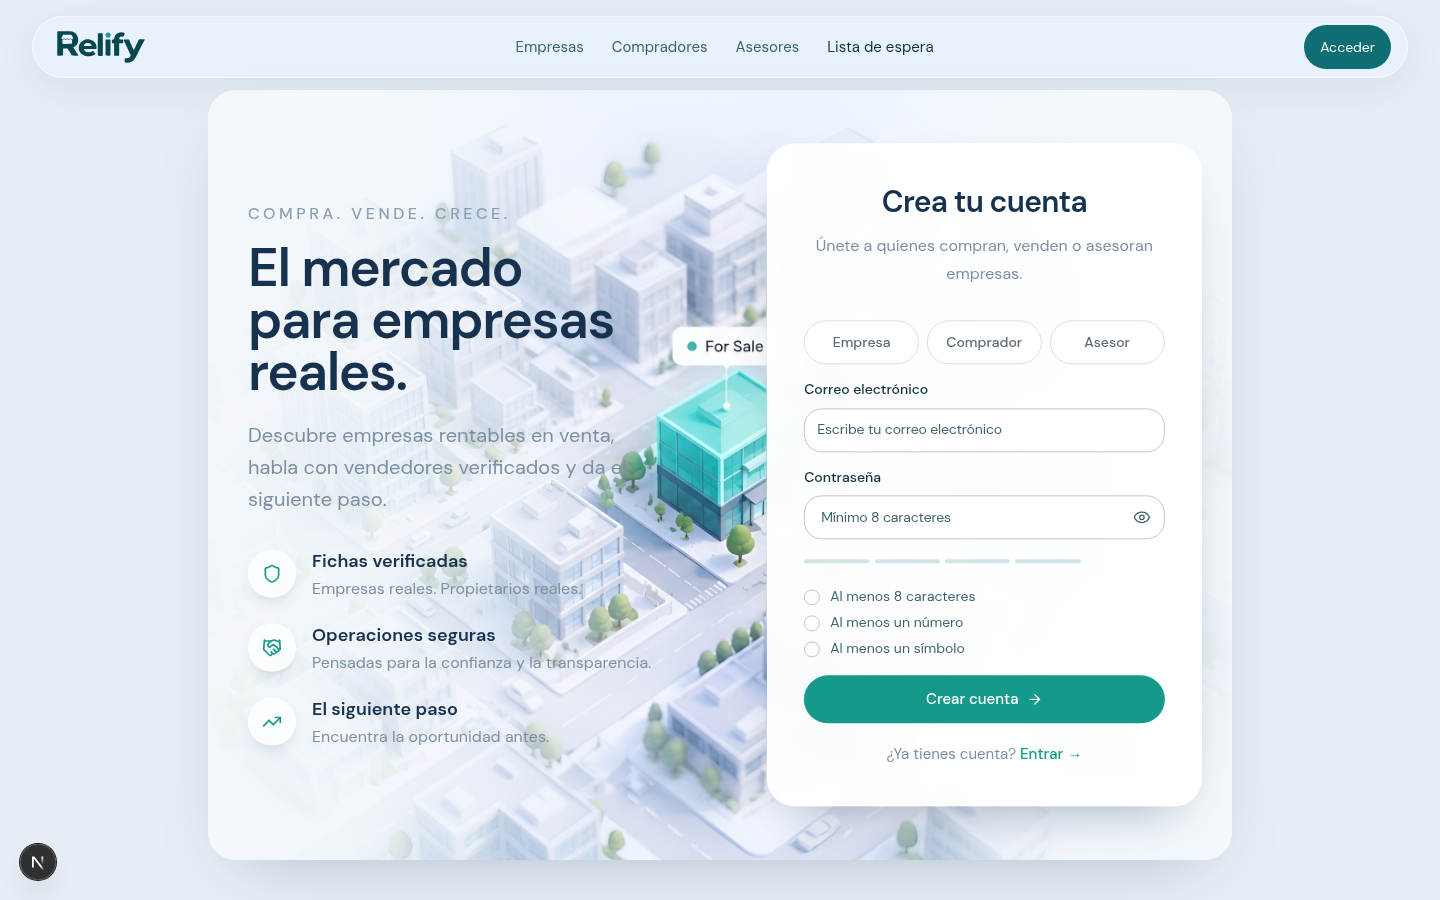 Relify
Empresas
Compradores
Asesores
Lista de espera
Acceder
COMPRA. VENDE. CRECE.
El mercado
para empresas
reales.
Descubre empresas rentables en venta,
habla con vendedores verificados y da el
siguiente paso.
Fichas verificadas
Empresas reales. Propietarios reales.
Operaciones seguras
Pensadas para la confianza y la transparencia.
El siguiente paso
Encuentra la oportunidad antes.
For Sale
Crea tu cuenta
Únete a quienes compran, venden o asesoran
empresas.
Empresa
Comprador
Asesor
Correo electrónico
Escribe tu correo electrónico
Contraseña
Mínimo 8 caracteres
Al menos 8 caracteres
Al menos un número
Al menos un símbolo
Crear cuenta →
¿Ya tienes cuenta? Entrar →
N